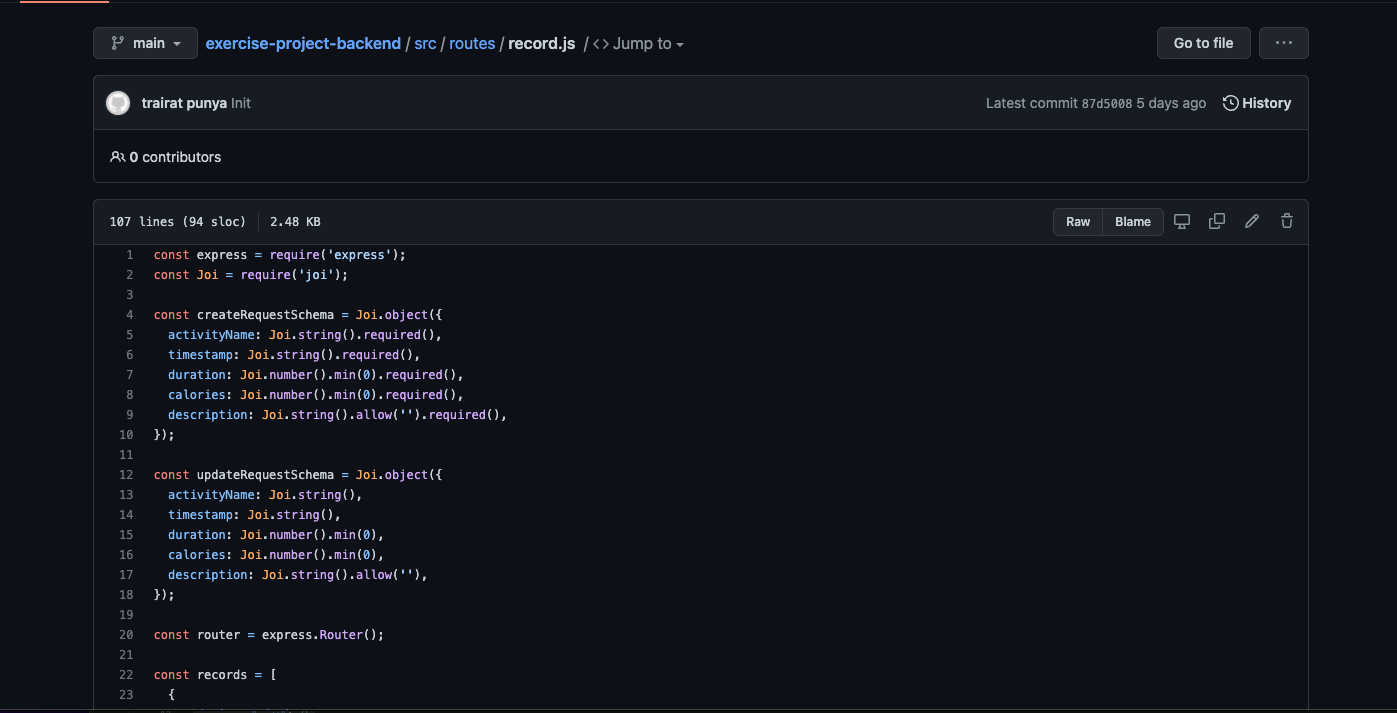 main
exercise-project-backend / src / routes / record.js / <> Jump to
Go to file
...
trairat punya Init
Latest commit 87d5008 5 days ago
History
0 contributors
107 lines (94 sloc)
2.48 KB
Raw
Blame
1 const express = require('express');
2 const Joi = require('joi');
3
4 const createRequestSchema = Joi.object({
5   activityName: Joi.string().required(),
6   timestamp: Joi.string().required(),
7   duration: Joi.number().min(0).required(),
8   calories: Joi.number().min(0).required(),
9   description: Joi.string().allow('').required(),
10 });
11
12 const updateRequestSchema = Joi.object({
13   activityName: Joi.string(),
14   timestamp: Joi.string(),
15   duration: Joi.number().min(0),
16   calories: Joi.number().min(0),
17   description: Joi.string().allow(''),
18 });
19
20 const router = express.Router();
21
22 const records = [
23   {